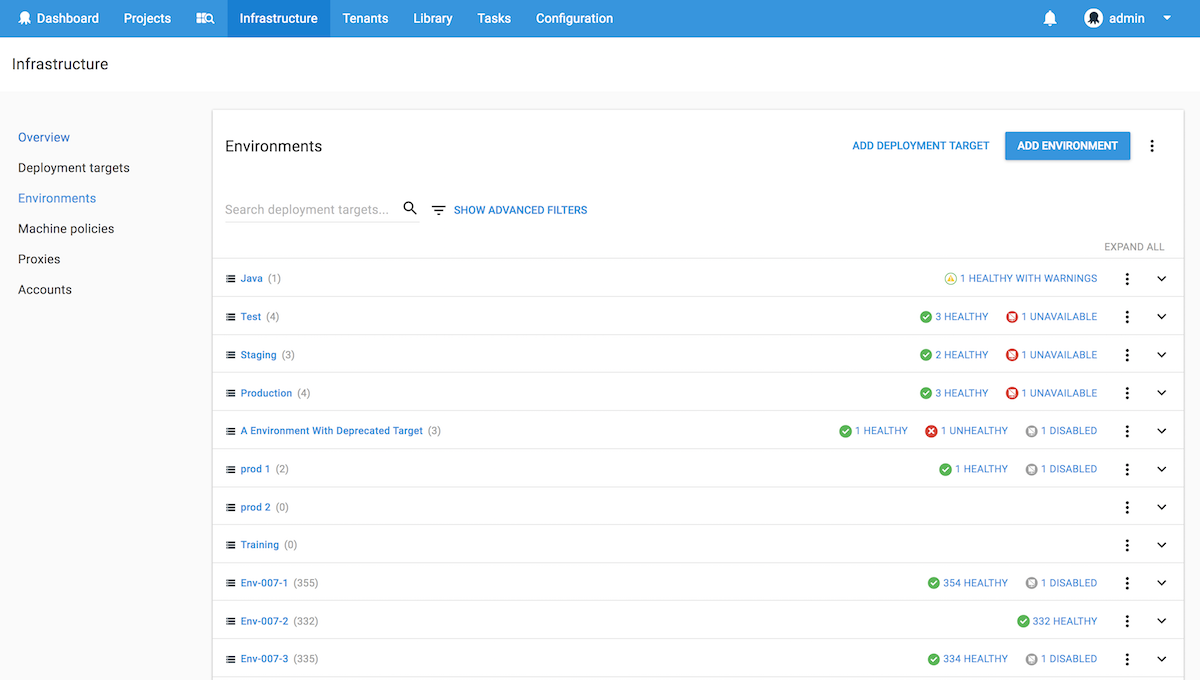 Dashboard Projects Infrastructure Tenants Library Tasks Configuration admin
Infrastructure
Overview
Deployment targets
Environments
Machine policies
Proxies
Accounts
Environments ADD DEPLOYMENT TARGET ADD ENVIRONMENT
Search deployment targets... SHOW ADVANCED FILTERS
EXPAND ALL
Java (1) 1 HEALTHY WITH WARNINGS
Test (4) 3 HEALTHY 1 UNAVAILABLE
Staging (3) 2 HEALTHY 1 UNAVAILABLE
Production (4) 3 HEALTHY 1 UNAVAILABLE
A Environment With Deprecated Target (3) 1 HEALTHY 1 UNHEALTHY 1 DISABLED
prod 1 (2) 1 HEALTHY 1 DISABLED
prod 2 (0)
Training (0)
Env-007-1 (355) 354 HEALTHY 1 DISABLED
Env-007-2 (332) 332 HEALTHY
Env-007-3 (335) 334 HEALTHY 1 DISABLED